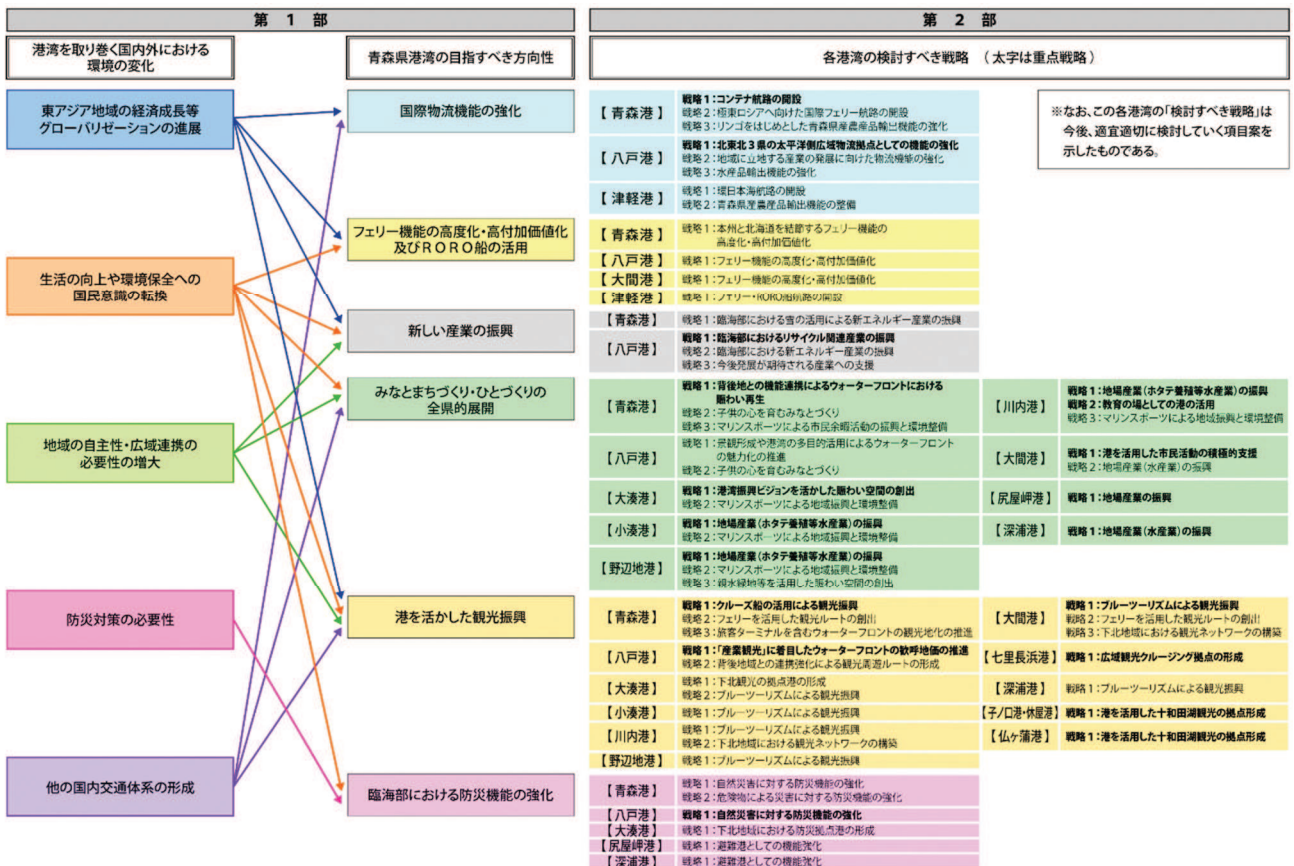 第 1 部
港湾を取り巻く国内外における
環境の変化
青森県港湾の目指すべき方向性
東アジア地域の経済成長等
グローバリゼーションの進展
生活の向上や環境保全への
国民意識の転換
地域の自主性・広域連携の
必要性の増大
防災対策の必要性
他の国内交通体系の形成
国際物流機能の強化
フェリー機能の高度化・高付加価値化
及びRORO船の活用
新しい産業の振興
みなとまちづくり・ひとづくりの
全県的展開
港を活かした観光振興
臨海部における防災機能の強化
第 2 部
各港湾の検討すべき戦略 （太字は重点戦略）
※なお、この各港湾の「検討すべき戦略」は
今後、適宜適切に検討していく項目案を
示したものである。
【青森港】
戦略1：コンテナ航路の開設
戦略2：極東ロシアへ向けた国際フェリー航路の開設
戦略3：リンゴをはじめとした青森県産農産品輸出機能の強化
【八戸港】
戦略1：北東北3県の太平洋側広域物流拠点としての機能の強化
戦略2：地域に立地する産業の発展に向けた物流機能の強化
戦略3：水産品輸出機能の強化
【津軽港】
戦略1：環日本海航路の開設
戦略2：青森県産農産品輸出機能の整備
【青森港】
戦略1：本州と北海道を結節するフェリー機能の
高度化・高付加価値化
【八戸港】
戦略1：フェリー機能の高度化・高付加価値化
【大間港】
戦略1：フェリー機能の高度化・高付加価値化
【津軽港】
戦略1：フェリー・RORO船航路の開設
【青森港】
戦略1：臨海部における雪の活用による新エネルギー産業の振興
【八戸港】
戦略1：臨海部におけるリサイクル関連産業の振興
戦略2：臨海部における新エネルギー産業の振興
戦略3：今後発展が期待される産業への支援
【青森港】
戦略1：背後地との機能連携によるウォーターフロントにおける
賑わい再生
戦略2：子供の心を育むみなとづくり
戦略3：マリンスポーツによる市民余暇活動の振興と環境整備
【八戸港】
戦略1：景観形成や港湾の多目的活用によるウォーターフロント
の魅力化の推進
戦略2：子供の心を育むみなとづくり
【大湊港】
戦略1：港湾振興ビジョンを活かした賑わい空間の創出
戦略2：マリンスポーツによる地域振興と環境整備
【小湊港】
戦略1：地場産業（ホタテ養殖等水産業）の振興
戦略2：マリンスポーツによる地域振興と環境整備
【野辺地港】
戦略1：地場産業（ホタテ養殖等水産業）の振興
戦略2：マリンスポーツによる地域振興と環境整備
戦略3：親水緑地等を活用した賑わい空間の創出
【川内港】
戦略1：地場産業（ホタテ養殖等水産業）の振興
戦略2：教育の場としての港の活用
戦略3：マリンスポーツによる地域振興と環境整備
【大間港】
戦略1：港を活用した市民活動の積極的支援
戦略2：地場産業（水産業）の振興
【尻屋岬港】
戦略1：地場産業の振興
【深浦港】
戦略1：地場産業（水産業）の振興
【青森港】
戦略1：クルーズ船の活用による観光振興
戦略2：フェリーを活用した観光ルートの創出
戦略3：旅客ターミナルを含むウォーターフロントの観光地化の推進
【八戸港】
戦略1：「産業観光」に着目したウォーターフロントの歓呼地価の推進
戦略2：背後地域との連携強化による観光周遊ルートの形成
【大湊港】
戦略1：下北観光の拠点港の形成
戦略2：ブルーツーリズムによる観光振興
【小湊港】
戦略1：ブルーツーリズムによる観光振興
【川内港】
戦略1：ブルーツーリズムによる観光振興
戦略2：下北地域における観光ネットワークの構築
【野辺地港】
戦略1：ブルーツーリズムによる観光振興
【大間港】
戦略1：ブルーツーリズムによる観光振興
戦略2：フェリーを活用した観光ルートの創出
戦略3：下北地域における観光ネットワークの構築
【七里長浜港】
戦略1：広域観光クルージング拠点の形成
【深浦港】
戦略1：ブルーツーリズムによる観光振興
【子ノ口港・休屋港】
戦略1：港を活用した十和田湖観光の拠点形成
【仏ヶ浦港】
戦略1：港を活用した十和田湖観光の拠点形成
【青森港】
戦略1：自然災害に対する防災機能の強化
戦略2：危険物による災害に対する防災機能の強化
【八戸港】
戦略1：自然災害に対する防災機能の強化
【大湊港】
戦略1：下北地域における防災拠点港の形成
【尻屋岬港】
戦略1：避難港としての機能強化
【深浦港】
戦略1：避難港としての機能強化